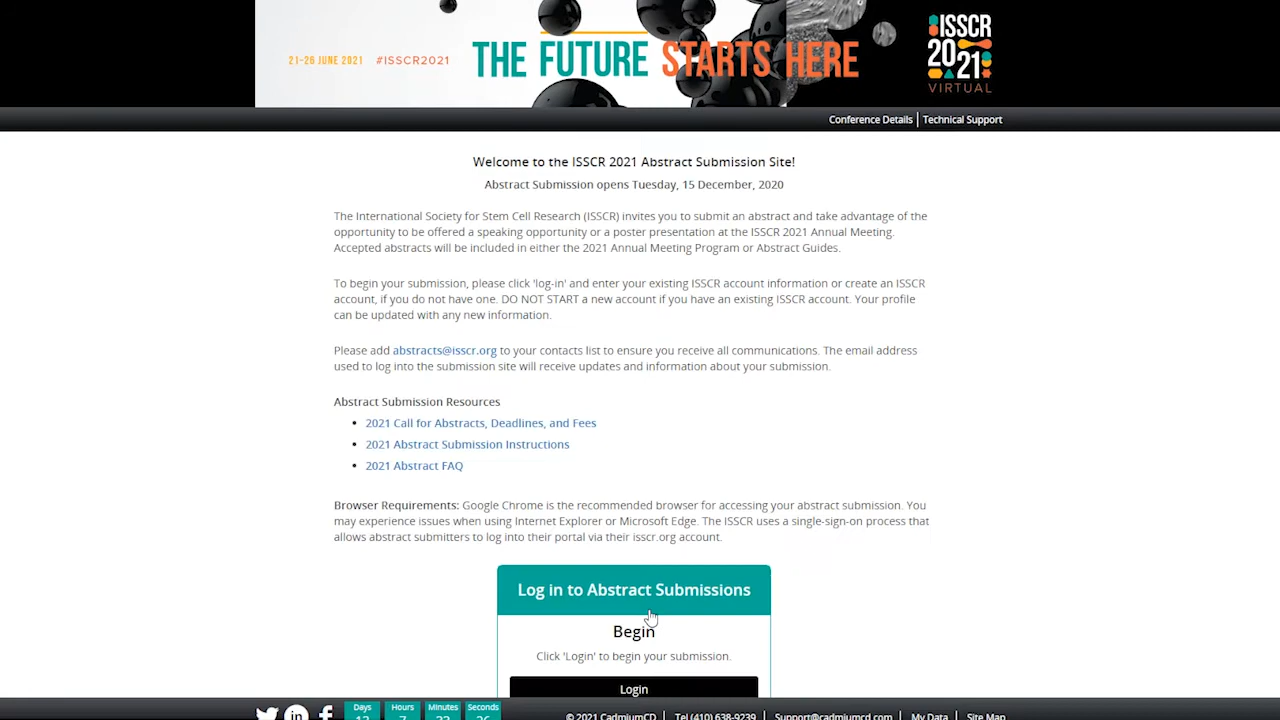 21-26 JUNE 2021 #ISSCR2021 THE FUTURE STARTS HERE
ISSCR
2021
VIRTUAL
Conference Details | Technical Support
Welcome to the ISSCR 2021 Abstract Submission Site!
Abstract Submission opens Tuesday, 15 December, 2020
The International Society for Stem Cell Research (ISSCR) invites you to submit an abstract and take advantage of the
opportunity to be offered a speaking opportunity or a poster presentation at the ISSCR 2021 Annual Meeting.
Accepted abstracts will be included in either the 2021 Annual Meeting Program or Abstract Guides.
To begin your submission, please click 'log-in' and enter your existing ISSCR account information or create an ISSCR
account, if you do not have one. DO NOT START a new account if you have an existing ISSCR account. Your profile
can be updated with any new information.
Please add abstracts@isscr.org to your contacts list to ensure you receive all communications. The email address
used to log into the submission site will receive updates and information about your submission.
Abstract Submission Resources
• 2021 Call for Abstracts, Deadlines, and Fees
• 2021 Abstract Submission Instructions
• 2021 Abstract FAQ
Browser Requirements: Google Chrome is the recommended browser for accessing your abstract submission. You
may experience issues when using Internet Explorer or Microsoft Edge. The ISSCR uses a single-sign-on process that
allows abstract submitters to log into their portal via their isscr.org account.
Log in to Abstract Submissions
Begin
Click 'Login' to begin your submission.
Login
Days Hours Minutes Seconds
© 2021 CadmiumCD | Tel (410) 638-9239 | Support@cadmiumcd.com | My Data | Site Map